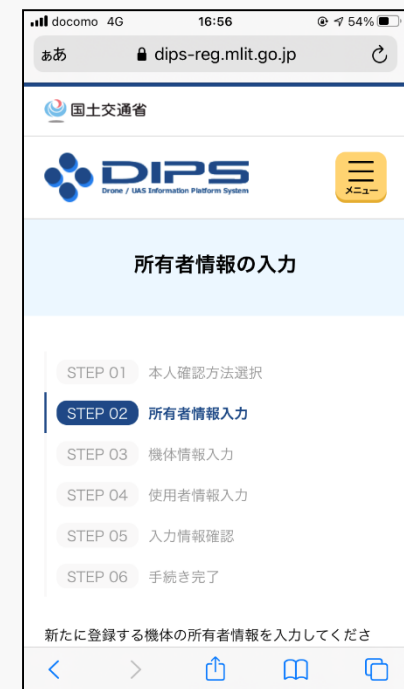 docomo 4G 16:56 54%
ぁあ dips-reg.mlit.go.jp
国土交通省
DIPS
Drone / UAS Information Platform System
メニュー
所有者情報の入力
STEP 01 本人確認方法選択
STEP 02 所有者情報入力
STEP 03 機体情報入力
STEP 04 使用者情報入力
STEP 05 入力情報確認
STEP 06 手続き完了
新たに登録する機体の所有者情報を入力してくださ